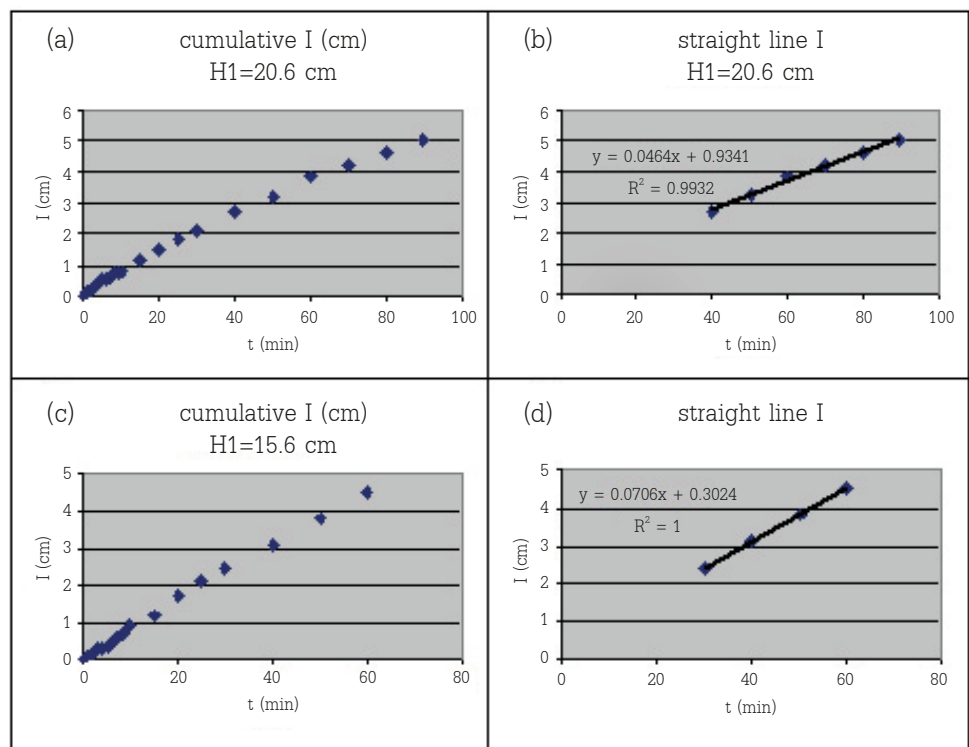 (a)
cumulative I (cm)
H1=20.6 cm
6
5
4
3
2
1
0
I (cm)
0 20 40 60 80 100
t (min)
(b)
straight line I
H1=20.6 cm
6
5
4
3
2
1
0
I (cm)
y = 0.0464x + 0.9341
R² = 0.9932
0 20 40 60 80 100
t (min)
(c)
cumulative I (cm)
H1=15.6 cm
5
4
3
2
1
0
I (cm)
0 20 40 60 80
t (min)
(d)
straight line I
5
4
3
2
1
0
I (cm)
y = 0.0706x + 0.3024
R² = 1
0 20 40 60 80
t (min)